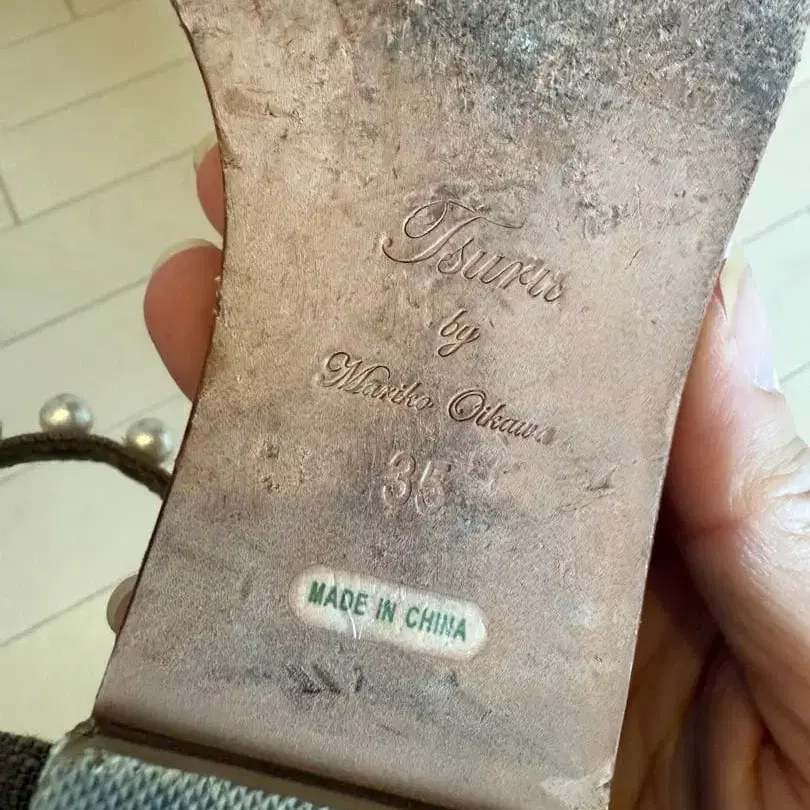 Tsuru
by
Mariko Oikawa
35
MADE IN CHINA